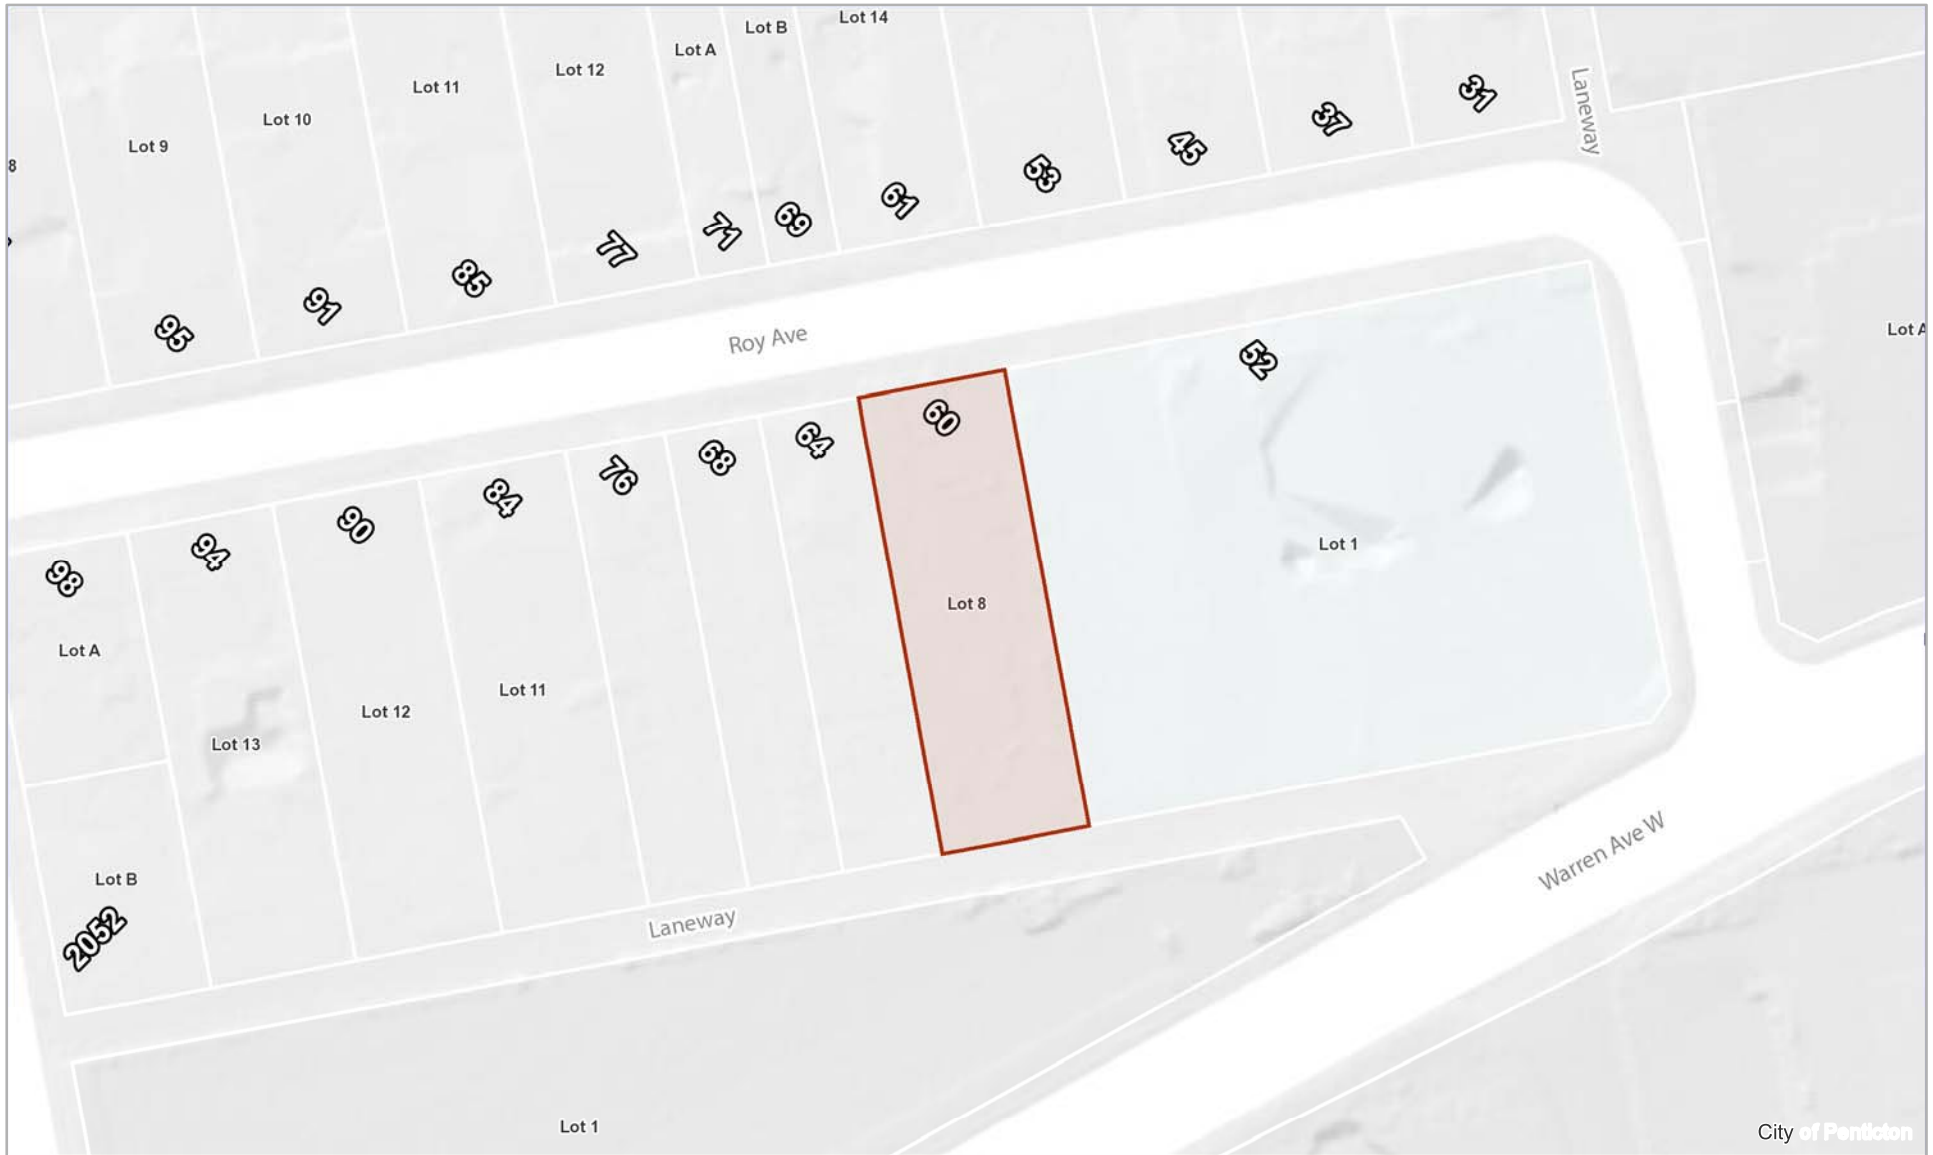 Lot 14
Lot B
Lot A
Lot 12
Lot 11
Lot 10
Lot 9
8
31
37
45
53
61
69
71
77
85
91
95
Laneway
Roy Ave
Lot A
52
60
64
68
76
84
90
94
98
Lot 1
Lot 8
Lot A
Lot 11
Lot 12
Lot 13
Lot B
2052
Laneway
Warren Ave W
Lot 1
City of Penticton